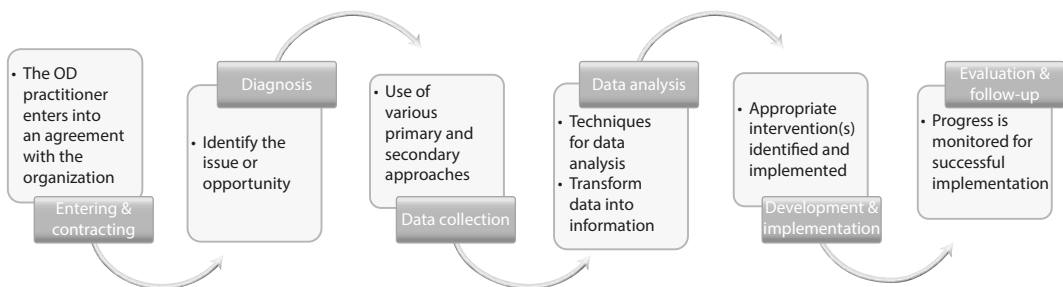 • The OD
practitioner
enters into
an agreement
with the
organization
Entering &
contracting
Diagnosis
• Identify the
issue or
opportunity
• Use of
various
primary and
secondary
approaches
Data collection
Data analysis
• Techniques
for data
analysis
• Transform
data into
information
• Appropriate
intervention(s)
identified and
implemented
Development &
implementation
Evaluation &
follow-up
• Progress is
monitored for
successful
implementation